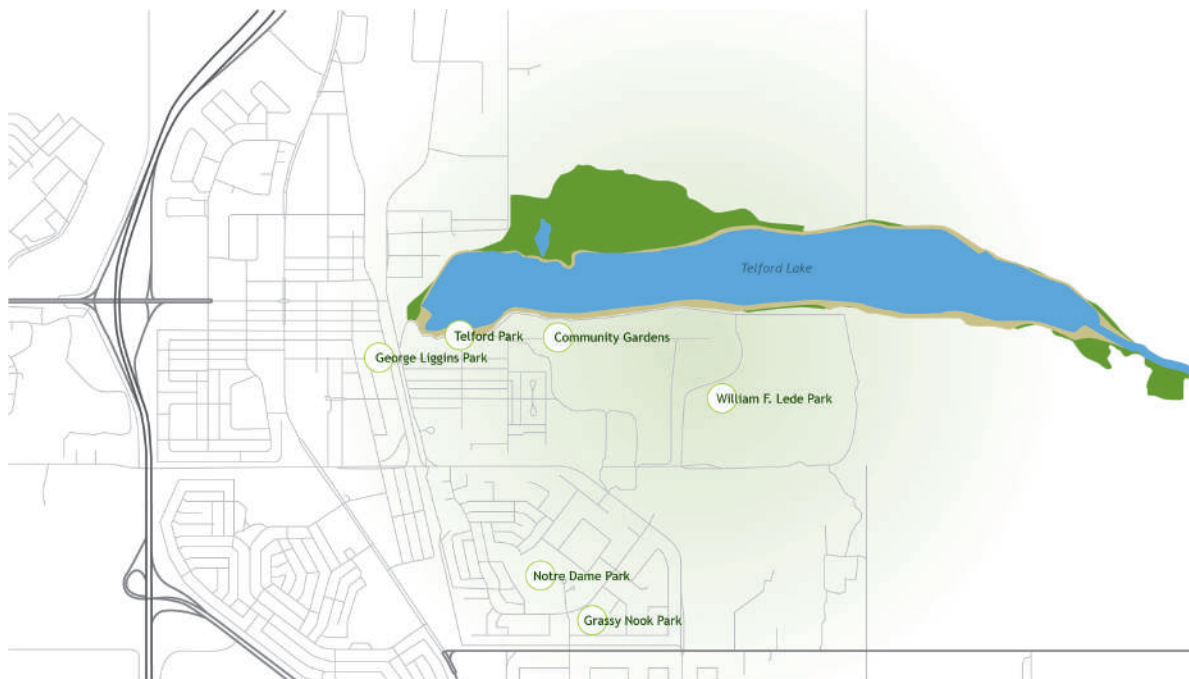 Telford Lake
Telford Park
Community Gardens
George Liggins Park
William F. Lede Park
Notre Dame Park
Grassy Nook Park